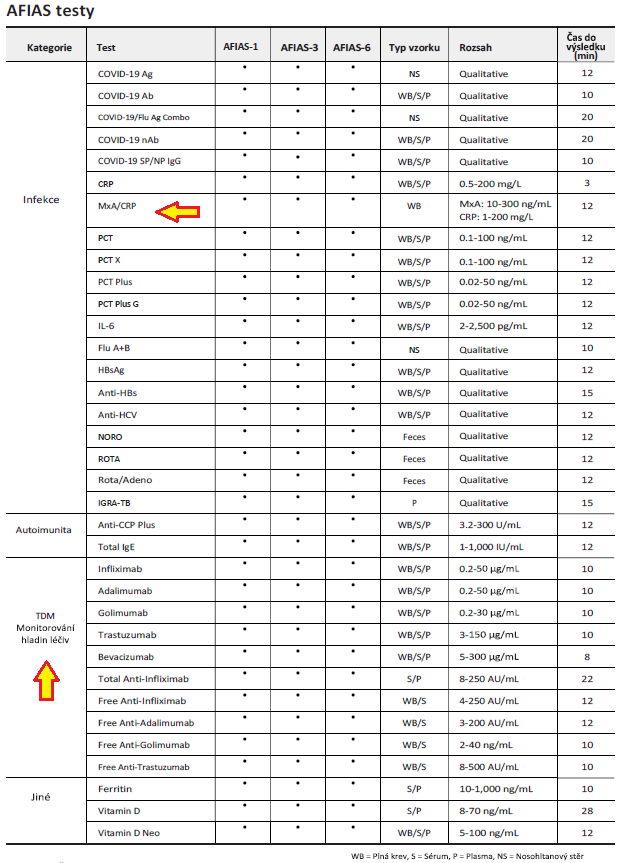 AFIAS testy
Kategorie Test AFIAS-1 AFIAS-3 AFIAS-6 Typ vzorku Rozsah Čas do výsledku (min)
Infekce
COVID-19 Ag • • • NS Qualitative 12
COVID-19 Ab • • • WB/S/P Qualitative 10
COVID-19/Flu Ag Combo • • • NS Qualitative 20
COVID-19 nAb • • • WB/S/P Qualitative 20
COVID-19 SP/NP IgG • • • WB/S/P Qualitative 10
CRP • • • WB/S/P 0.5-200 mg/L 3
MxA/CRP • • • WB MxA: 10-300 ng/mL 12
CRP: 1-200 mg/L
PCT • • • WB/S/P 0.1-100 ng/mL 12
PCT X • • • WB/S/P 0.1-100 ng/mL 12
PCT Plus • • • WB/S/P 0.02-50 ng/mL 12
PCT Plus G • • • WB/S/P 0.02-50 ng/mL 12
IL-6 • • • WB/S/P 2-2,500 pg/mL 12
Flu A+B • • • NS Qualitative 10
HBsAg • • • WB/S/P Qualitative 12
Anti-HBs • • • WB/S/P Qualitative 15
Anti-HCV • • • WB/S/P Qualitative 12
NORO • • • Feces Qualitative 12
ROTA • • • Feces Qualitative 12
Rota/Adeno • • • Feces Qualitative 12
IGRA-TB • • • P Qualitative 15
Autoimunita
Anti-CCP Plus • • • WB/S/P 3.2-300 U/mL 12
Total IgE • • • WB/S/P 1-1,000 IU/mL 12
TDM
Monitorování
hladin léčiv
Infliximab • • • WB/S/P 0.2-50 µg/mL 10
Adalimumab • • • WB/S/P 0.2-50 µg/mL 10
Golimumab • • • WB/S/P 0.2-30 µg/mL 10
Trastuzumab • • • WB/S/P 3-150 µg/mL 10
Bevacizumab • • • WB/S/P 5-300 µg/mL 8
Total Anti-Infliximab • • • S/P 8-250 AU/mL 22
Free Anti-Infliximab • • • WB/S 4-250 AU/mL 12
Free Anti-Adalimumab • • • WB/S 3-200 AU/mL 12
Free Anti-Golimumab • • • WB/S 2-40 ng/mL 10
Free Anti-Trastuzumab • • • WB/S 8-500 AU/mL 10
Jiné
Ferritin • • • S/P 10-1,000 ng/mL 10
Vitamin D • • • S/P 8-70 ng/mL 28
Vitamin D Neo • • • WB/S/P 5-100 ng/mL 12
WB = Plná krev, S = Sérum, P = Plasma, NS = Nosohltanový stěr